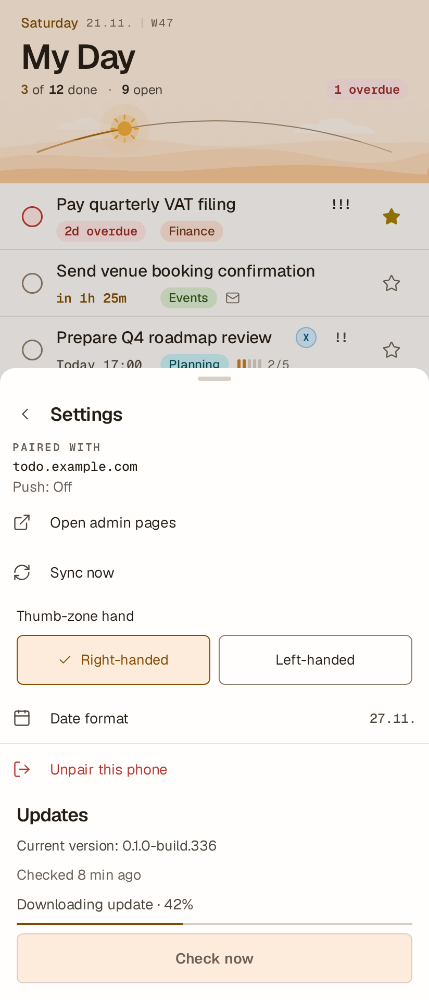 Saturday 21.11. | W47
My Day
3 of 12 done · 9 open
1 overdue
Pay quarterly VAT filing !!!
2d overdue Finance
Send venue booking confirmation
in 1h 25m Events
Prepare Q4 roadmap review X !!
Today 17:00 Planning 2/5
Settings
PAIRED WITH
todo.example.com
Push: Off
Open admin pages
Sync now
Thumb-zone hand
Right-handed Left-handed
Date format 27.11.
Unpair this phone
Updates
Current version: 0.1.0-build.336
Checked 8 min ago
Downloading update · 42%
Check now